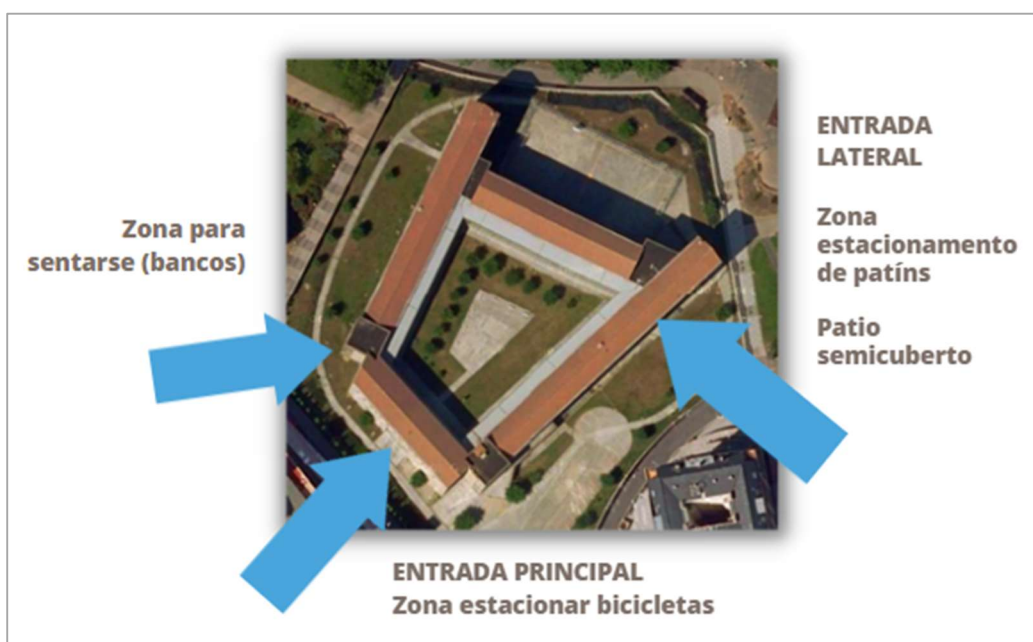 Zona para
sentarse (bancos)
ENTRADA
LATERAL
Zona
estacionamento
de patíns
Patio
semicuberto
ENTRADA PRINCIPAL
Zona estacionar bicicletas